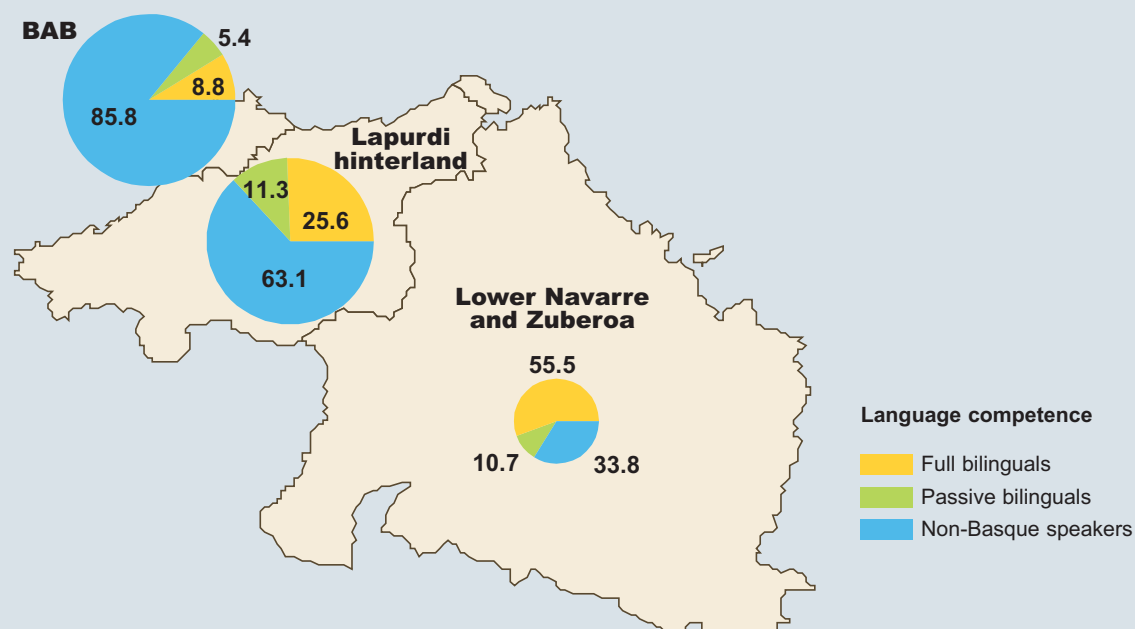 BAB
5.4
8.8
85.8
Lapurdi
hinterland
11.3
25.6
63.1
Lower Navarre
and Zuberoa
55.5
10.7
33.8
Language competence
Full bilinguals
Passive bilinguals
Non-Basque speakers